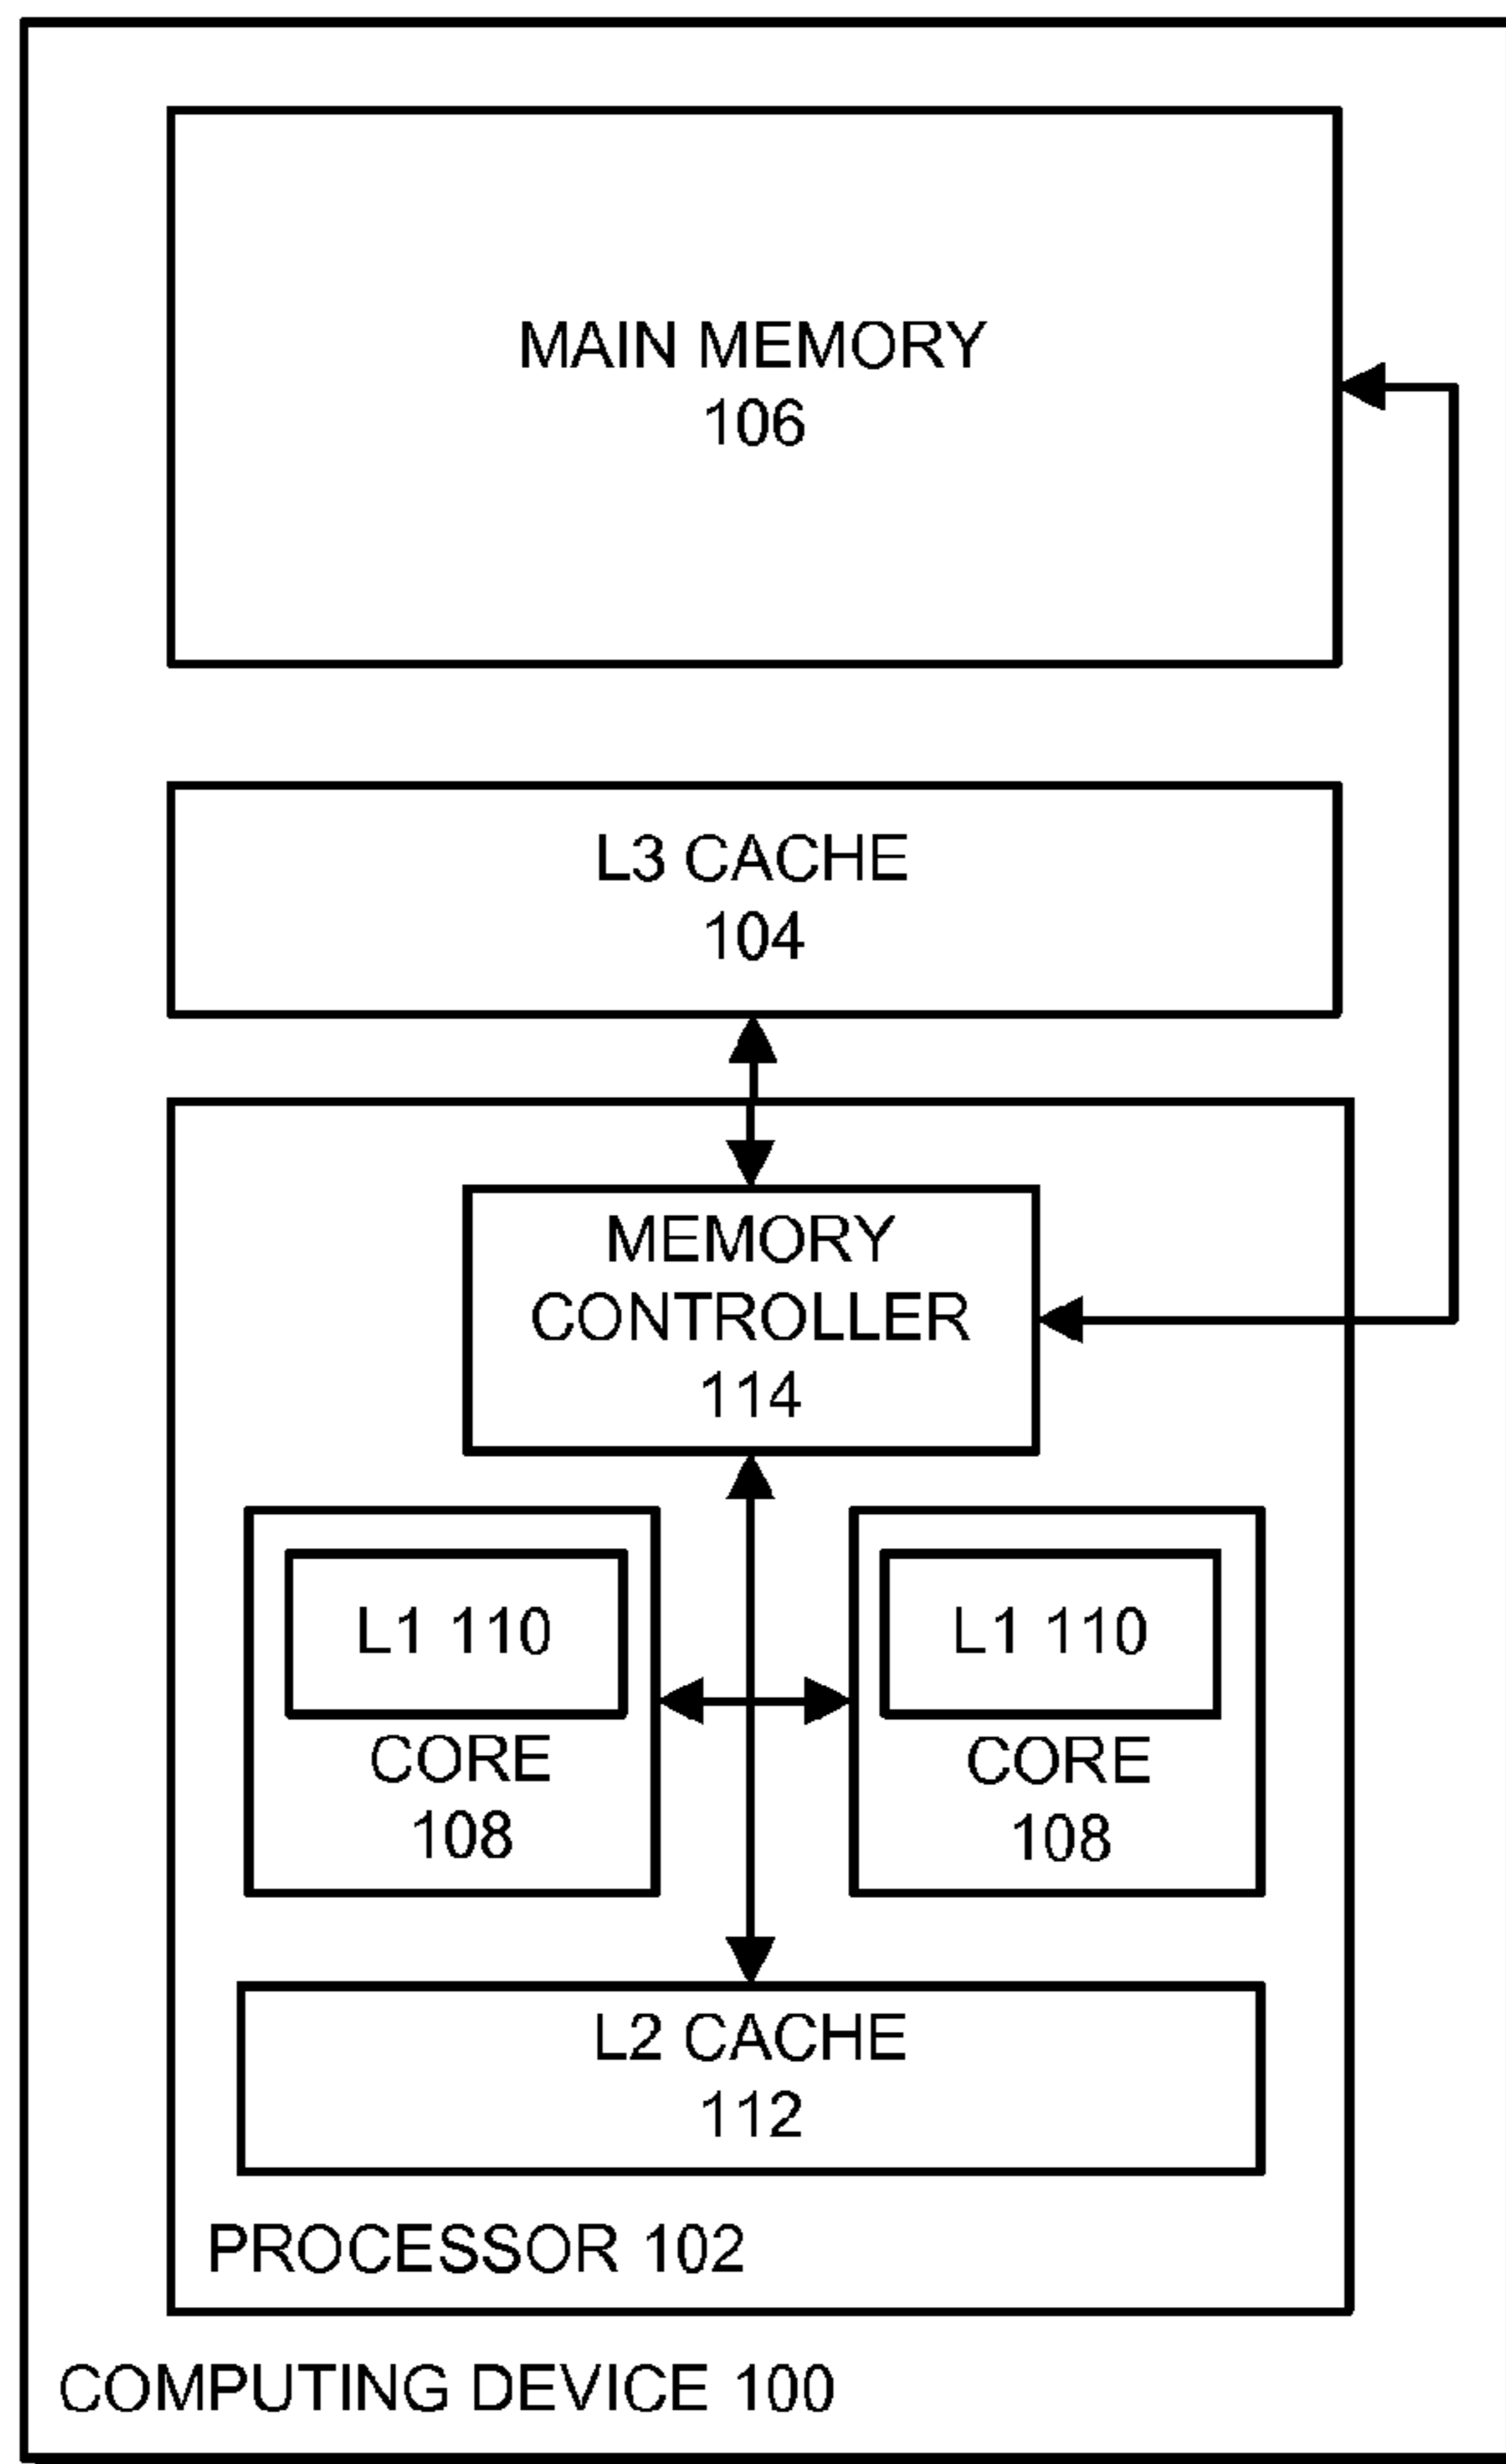 MAIN MEMORY
106
L3 CACHE
104
MEMORY
CONTROLLER
114
L1 110
CORE
108
L1 110
CORE
108
L2 CACHE
112
PROCESSOR 102
COMPUTING DEVICE 100